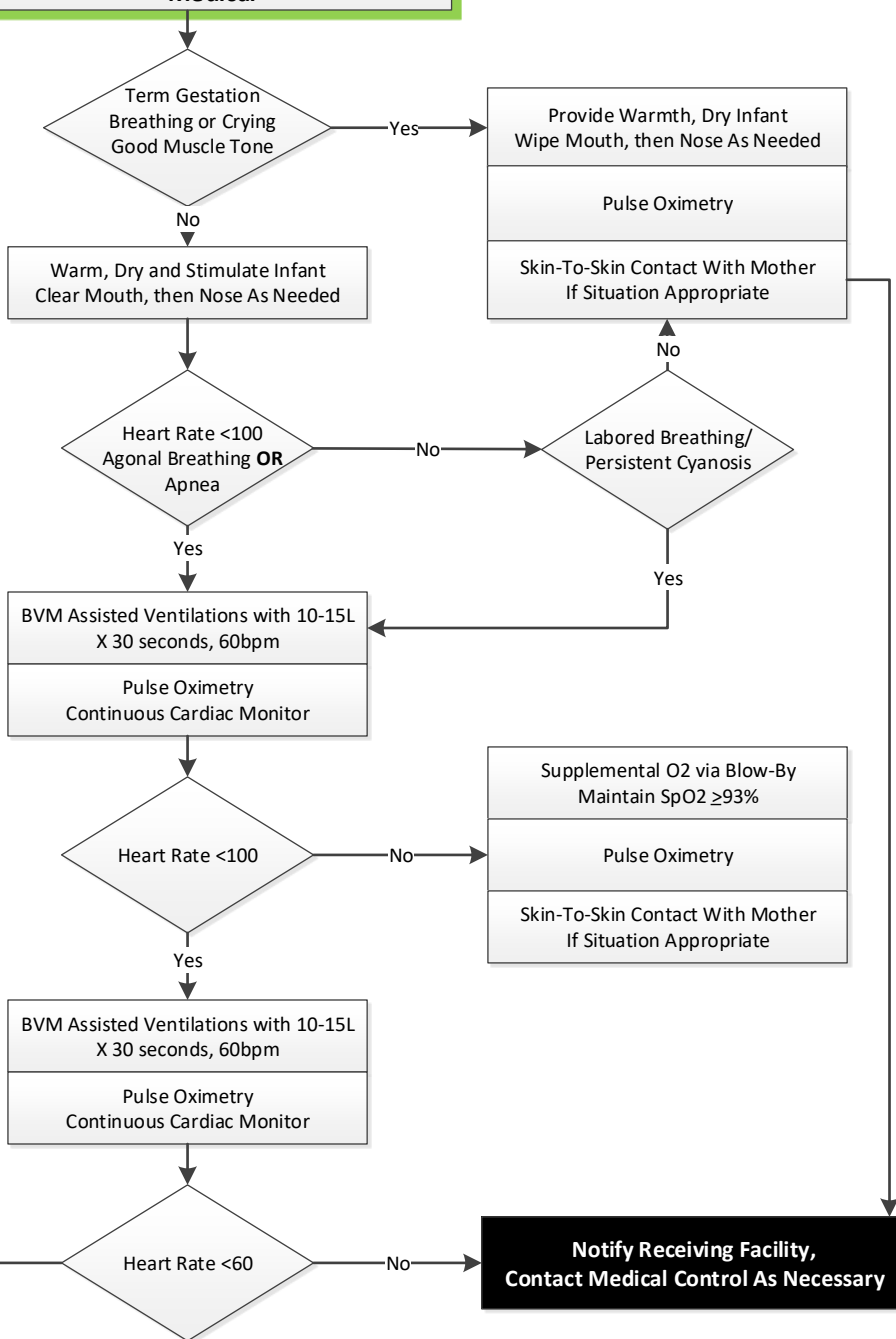 Term Gestation
Breathing or Crying
Good Muscle Tone
Yes
Provide Warmth, Dry Infant
Wipe Mouth, then Nose As Needed
Pulse Oximetry
Skin-To-Skin Contact With Mother
If Situation Appropriate
No
Warm, Dry and Stimulate Infant
Clear Mouth, then Nose As Needed
No
Heart Rate <100
Agonal Breathing OR
Apnea
No
Labored Breathing/
Persistent Cyanosis
Yes
Yes
BVM Assisted Ventilations with 10-15L
X 30 seconds, 60bpm
Pulse Oximetry
Continuous Cardiac Monitor
Heart Rate <100
No
Supplemental O2 via Blow-By
Maintain SpO2 ≥93%
Pulse Oximetry
Skin-To-Skin Contact With Mother
If Situation Appropriate
Yes
BVM Assisted Ventilations with 10-15L
X 30 seconds, 60bpm
Pulse Oximetry
Continuous Cardiac Monitor
Heart Rate <60
No
Notify Receiving Facility,
Contact Medical Control As Necessary